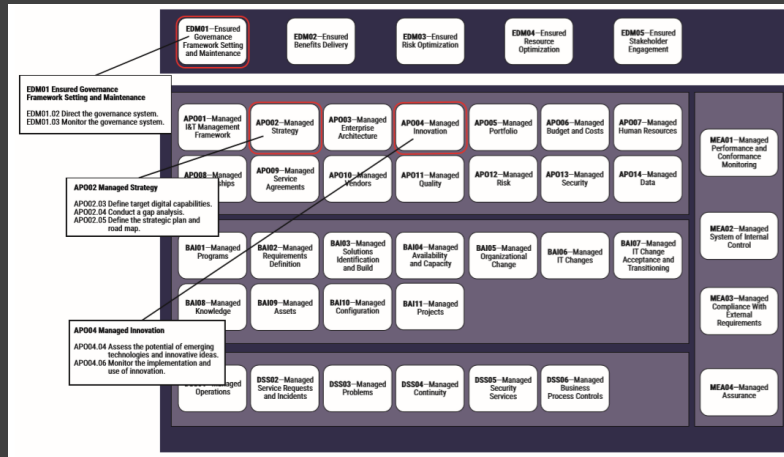 EDM01—Ensured
Governance
Framework Setting
and Maintenance
EDM02—Ensured
Benefits Delivery
EDM03—Ensured
Risk Optimization
EDM04—Ensured
Resource
Optimization
EDM05—Ensured
Stakeholder
Engagement
EDM01 Ensured Governance
Framework Setting and Maintenance
EDM01.02 Direct the governance system.
EDM01.03 Monitor the governance system.
APO01—Managed
I&T Management
Framework
APO02—Managed
Strategy
APO03—Managed
Enterprise
Architecture
APO04—Managed
Innovation
APO05—Managed
Portfolio
APO06—Managed
Budget and Costs
APO07—Managed
Human Resources
APO08—Managed
APO09—Managed
Service
Agreements
APO10—Managed
Vendors
APO11—Managed
Quality
APO12—Managed
Risk
APO13—Managed
Security
APO14—Managed
Data
APO02 Managed Strategy
APO02.03 Define target digital capabilities.
APO02.04 Conduct a gap analysis.
APO02.05 Define the strategic plan and
road map.
BAI01—Managed
Programs
BAI02—Managed
Requirements
Definition
BAI03—Managed
Solutions
Identification
and Build
BAI04—Managed
Availability
and Capacity
BAI05—Managed
Organizational
Change
BAI06—Managed
IT Changes
BAI07—Managed
IT Change
Acceptance and
Transitioning
BAI08—Managed
Knowledge
BAI09—Managed
Assets
BAI10—Managed
Configuration
BAI11—Managed
Projects
APO04 Managed Innovation
APO04.04 Assess the potential of emerging
technologies and innovative ideas.
APO04.06 Monitor the implementation and
use of innovation.
Operations
DSS02—Managed
Service Requests
and Incidents
DSS03—Managed
Problems
DSS04—Managed
Continuity
DSS05—Managed
Security
Services
DSS06—Managed
Business
Process Controls
MEA01—Managed
Performance and
Conformance
Monitoring
MEA02—Managed
System of Internal
Control
MEA03—Managed
Compliance With
External
Requirements
MEA04—Managed
Assurance